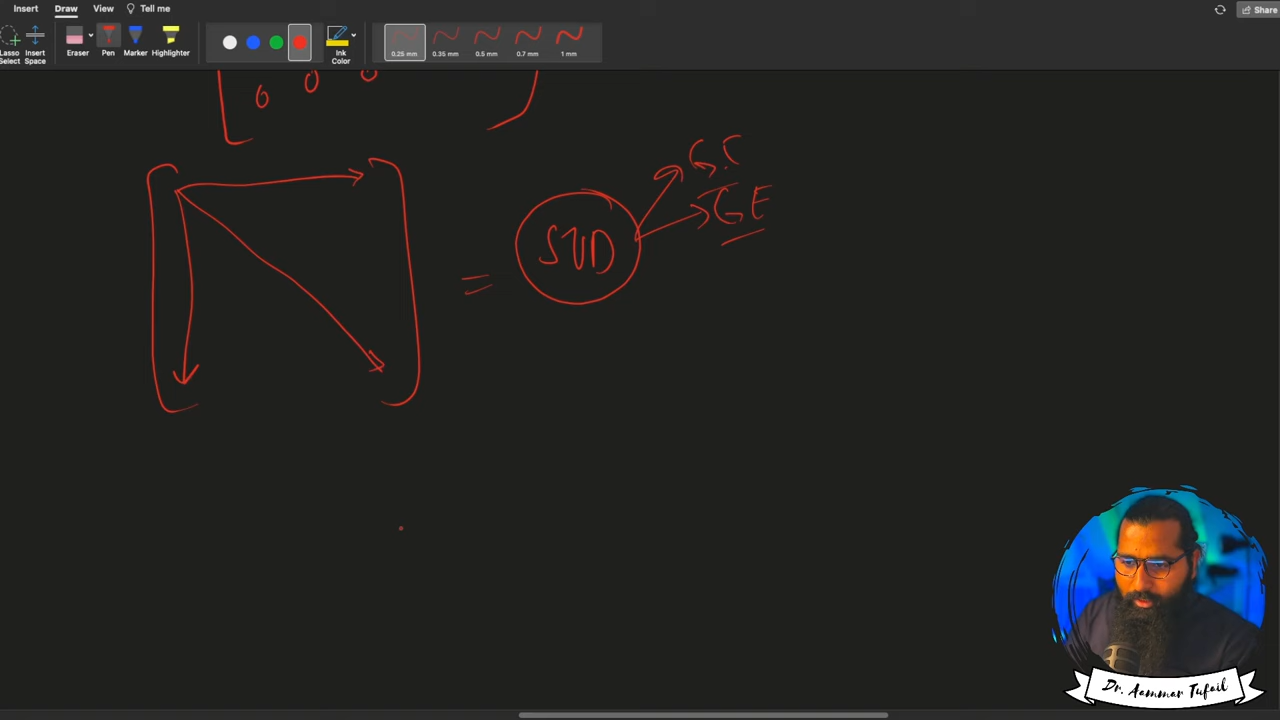 Insert Draw View Tell me
Share
Lasso Select
Insert Space
Eraser
Pen
Marker
Highlighter
Ink Color
0.25 mm
0.35 mm
0.5 mm
0.7 mm
1 mm
0 0 0
= SVD
GE
Dr. Aammar Tufail